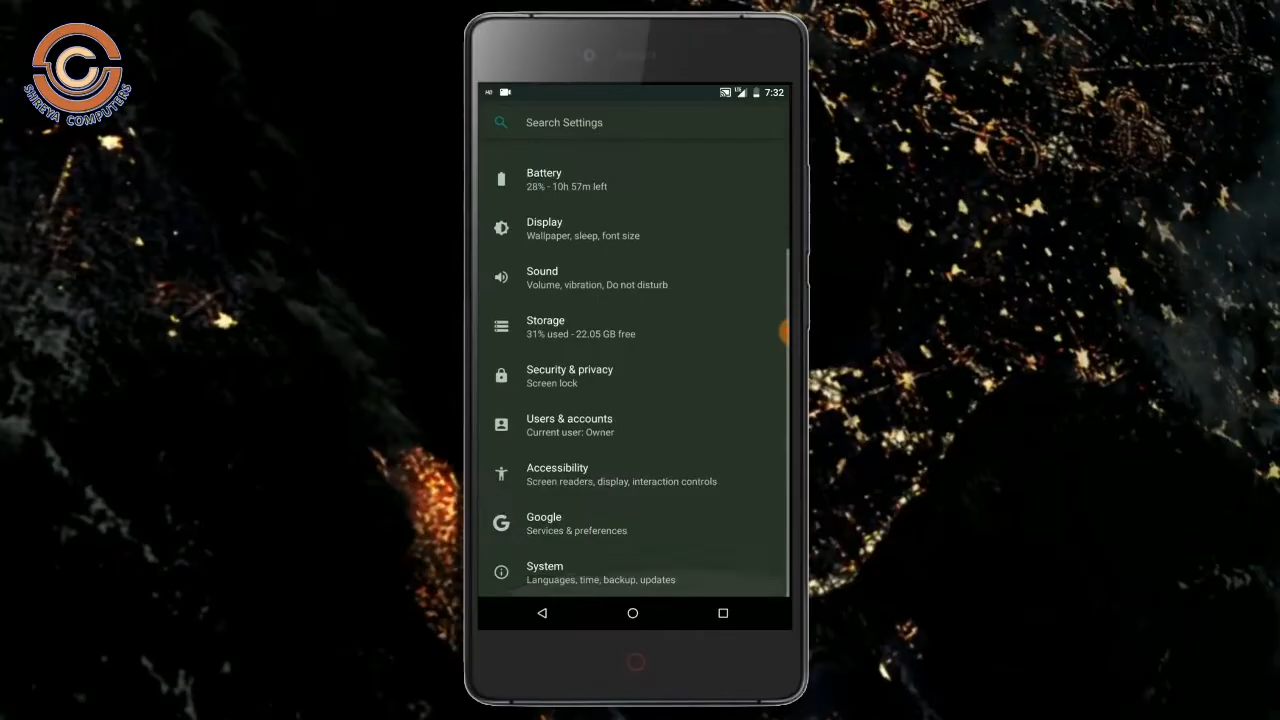 SHREYA COMPUTERS
HD
LTE
7:32
Search Settings
Battery
28% - 10h 57m left
Display
Wallpaper, sleep, font size
Sound
Volume, vibration, Do not disturb
Storage
31% used - 22.05 GB free
Security & privacy
Screen lock
Users & accounts
Current user: Owner
Accessibility
Screen readers, display, interaction controls
Google
Services & preferences
System
Languages, time, backup, updates